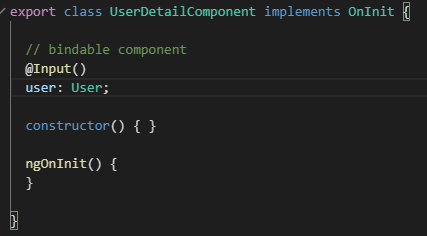 export class UserDetailComponent implements OnInit {
// bindable component
@Input()
user: User;
constructor() { }
ngOnInit() {
}
}